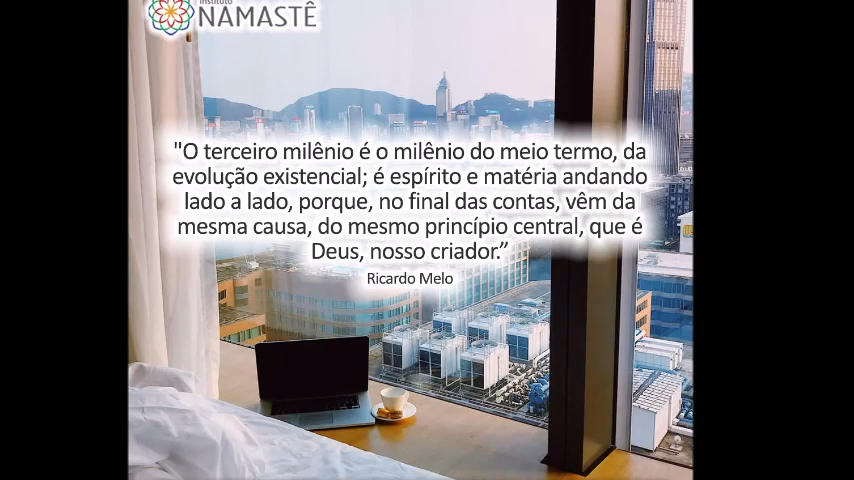 Instituto
NAMASTÊ
"O terceiro milênio é o milênio do meio termo, da
evolução existencial; é espírito e matéria andando
lado a lado, porque, no final das contas, vêm da
mesma causa, do mesmo princípio central, que é
Deus, nosso criador.”
Ricardo Melo